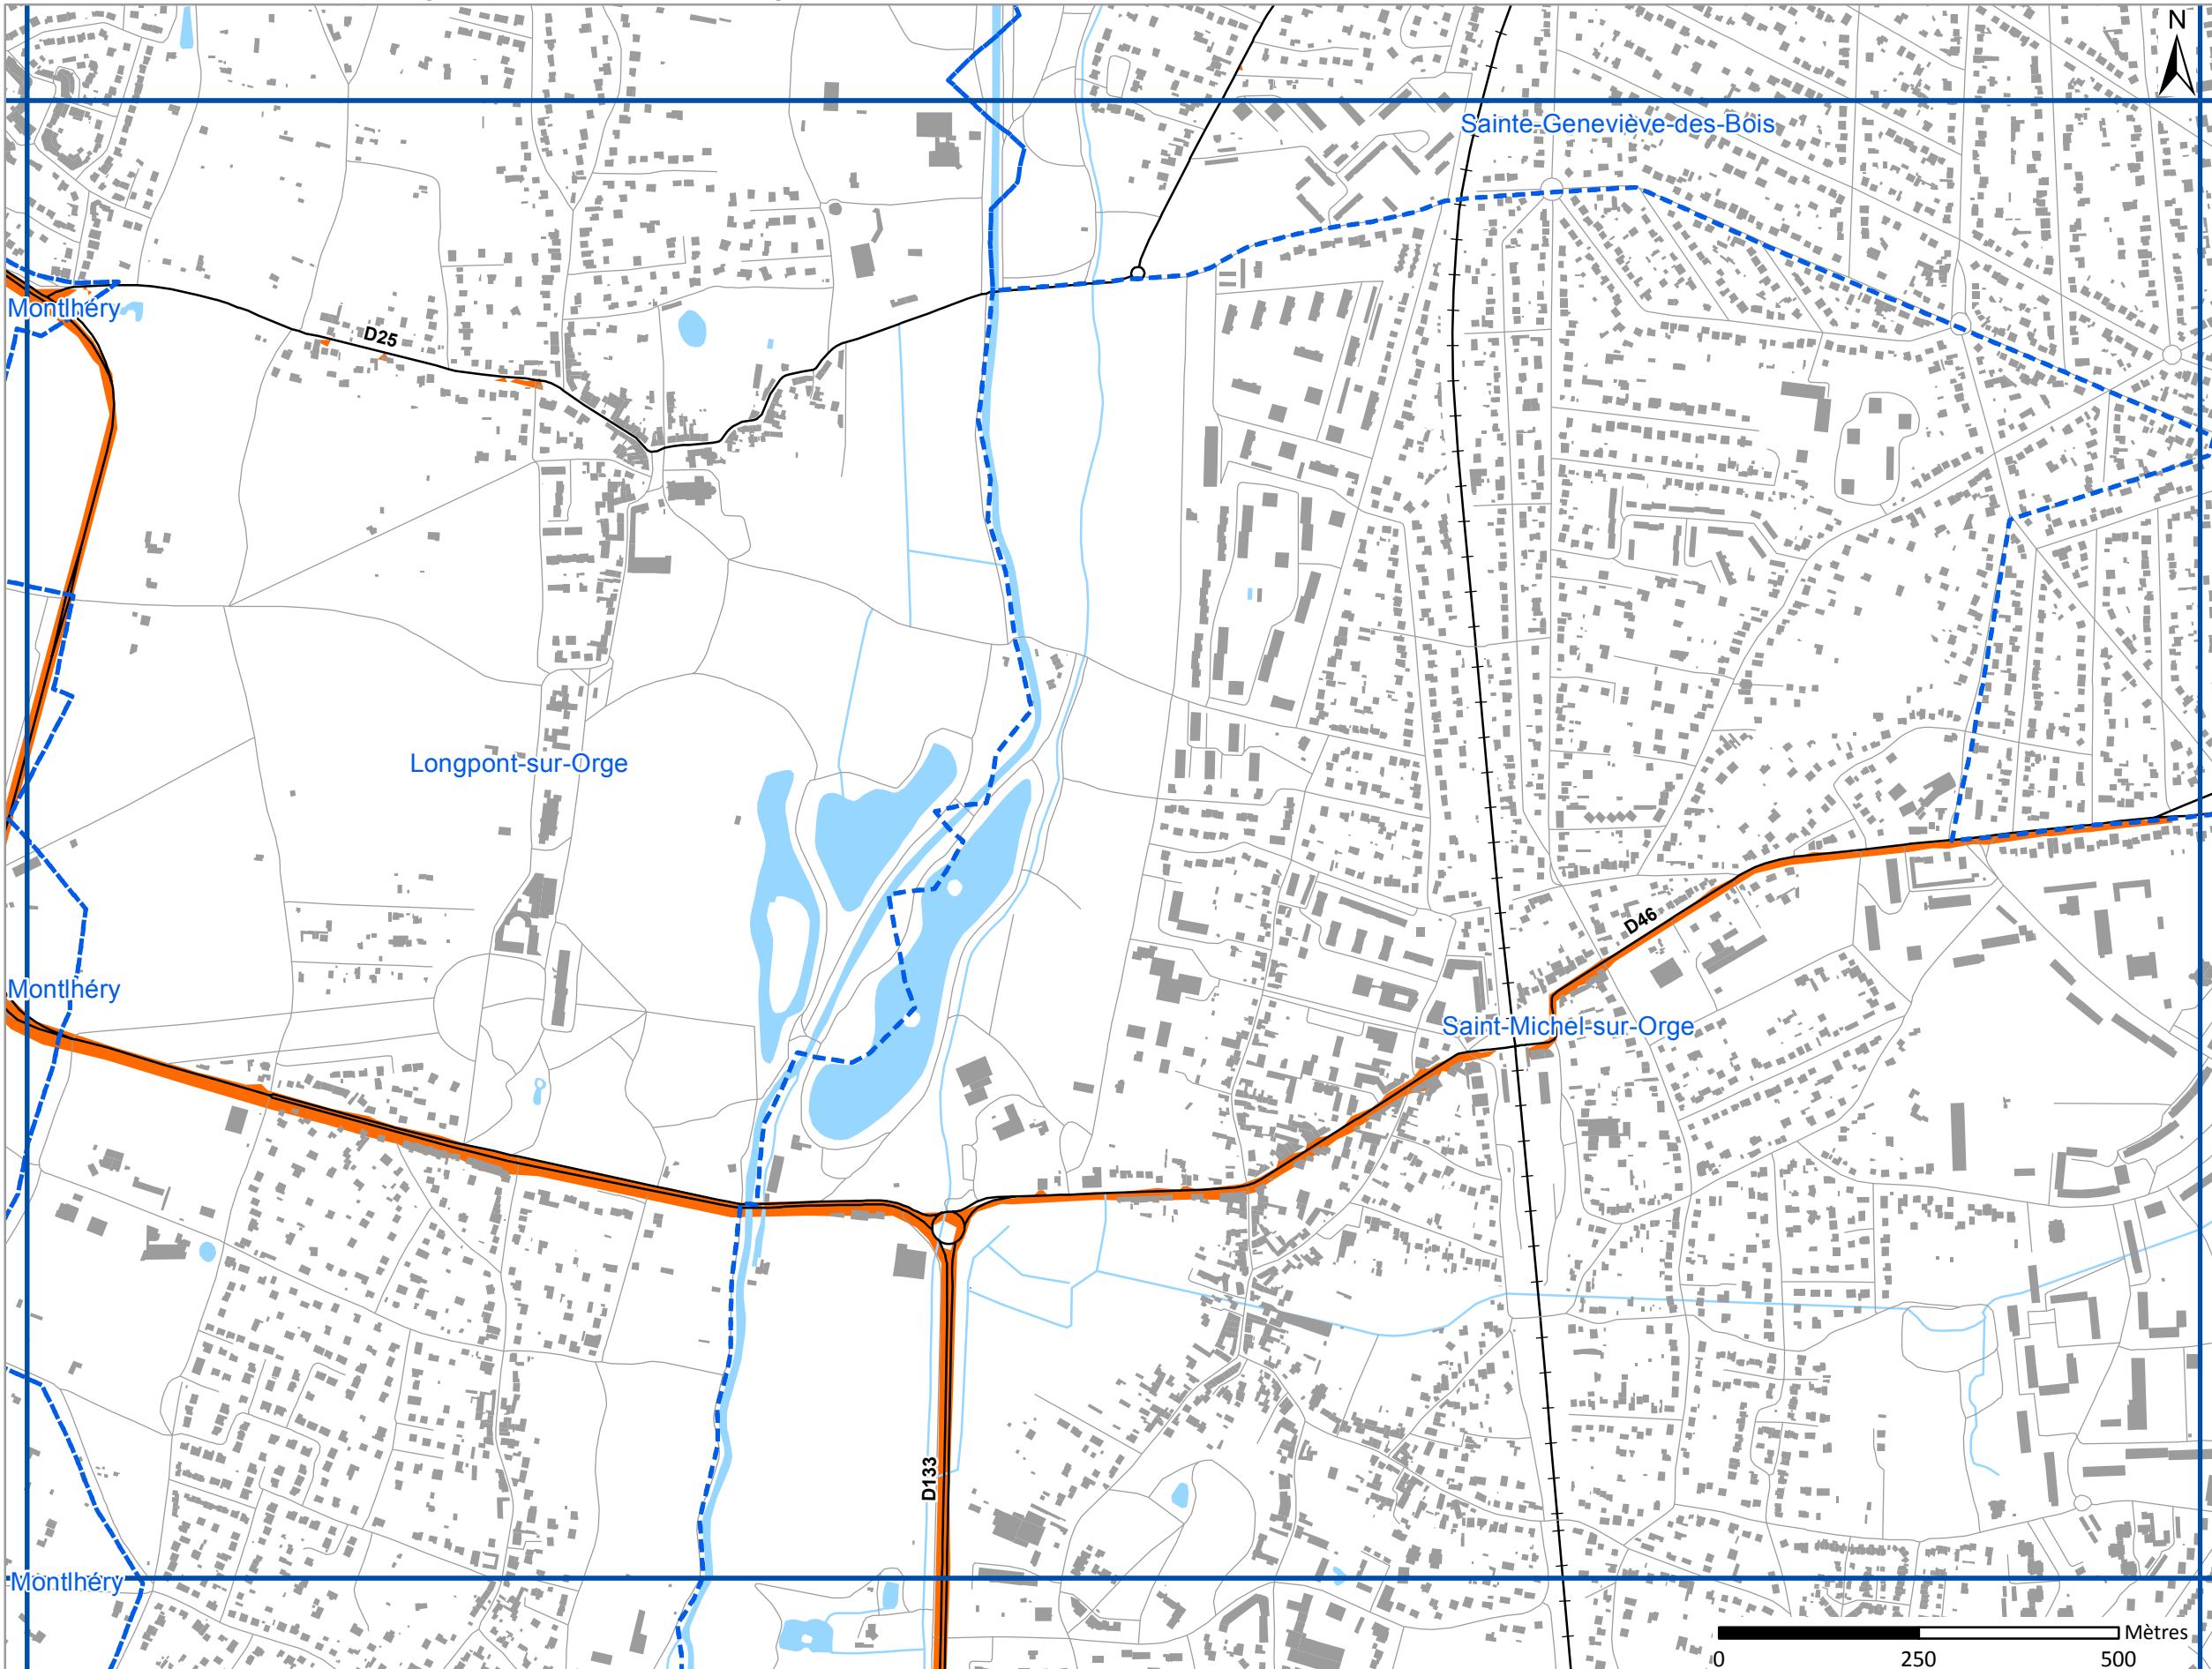 N
Sainte-Geneviève-des-Bois
Montlhéry
D25
Longpont-sur-Orge
D46
Montlhéry
Saint-Michel-sur-Orge
D133
Montlhéry
Mètres
0 250 500